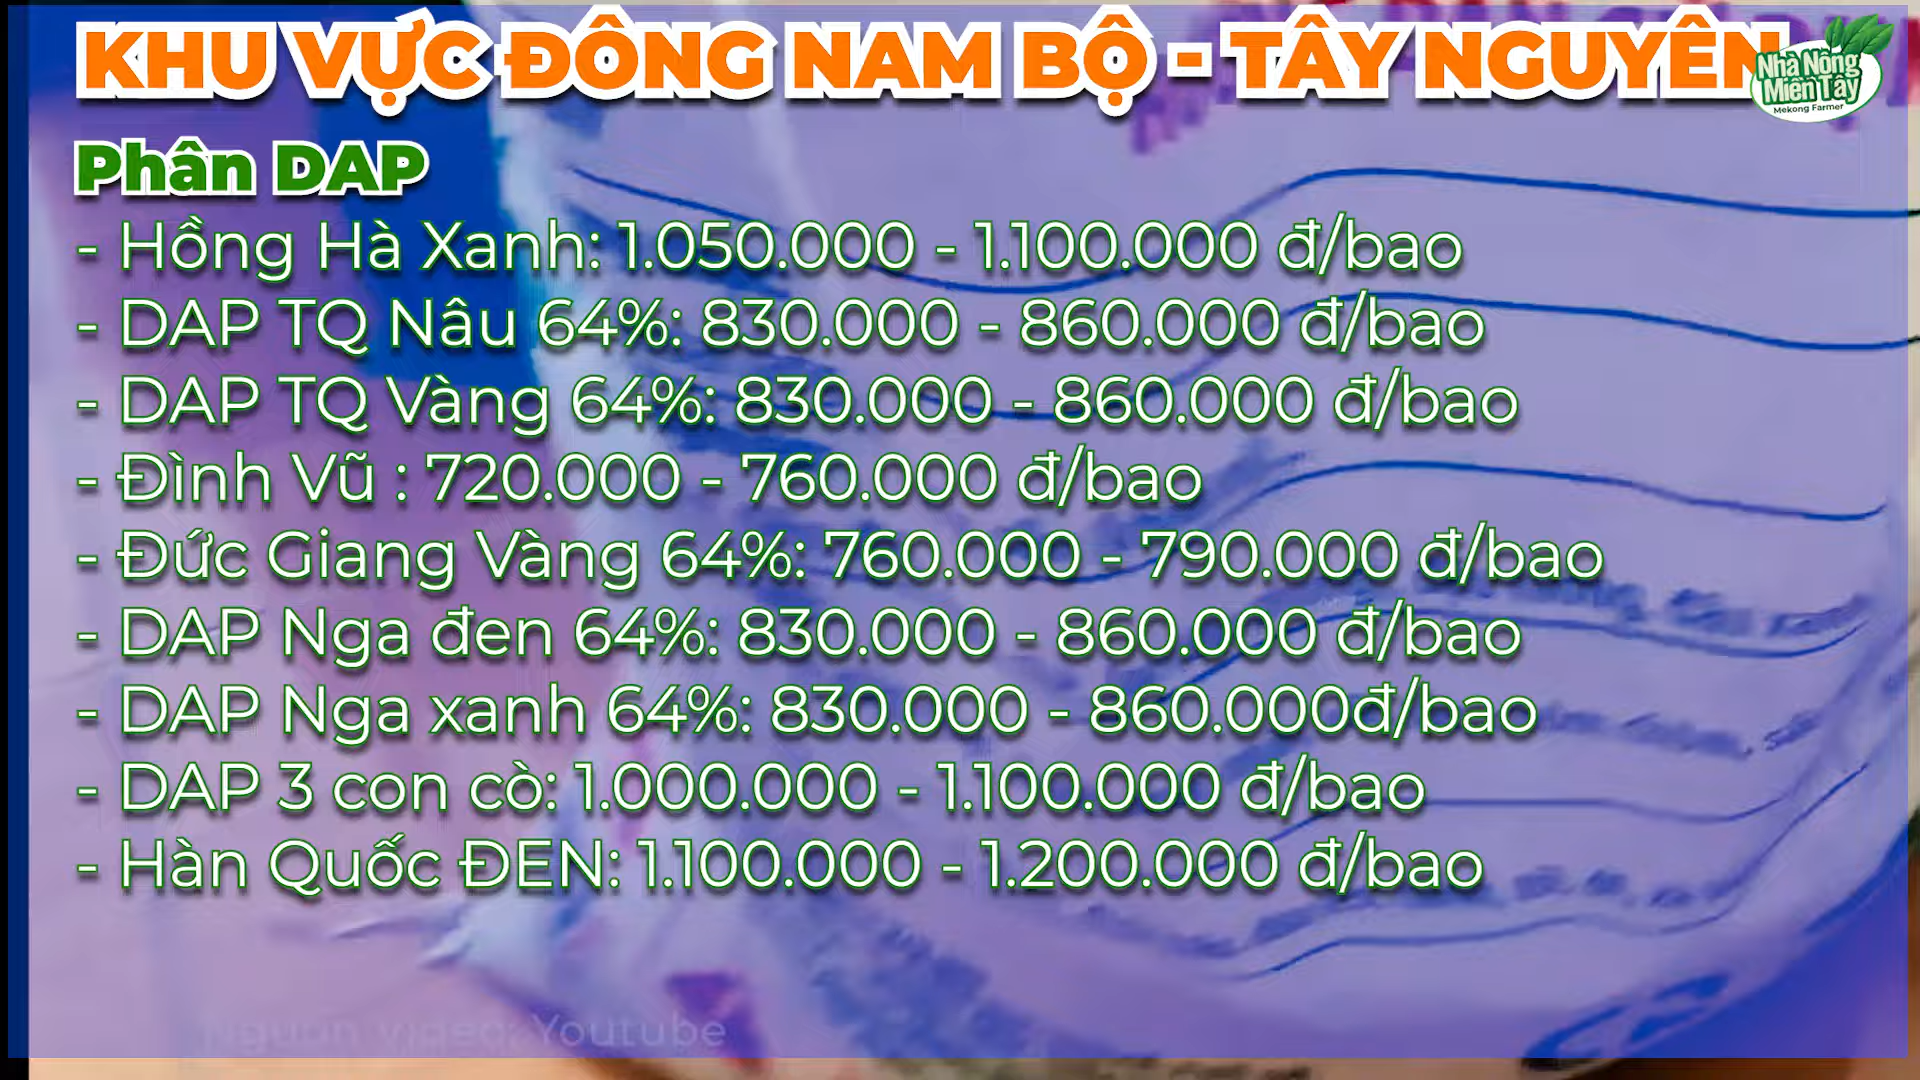 KHU VỰC ĐÔNG NAM BỘ - TÂY NGUYÊN
Nhà Nông
Miền Tây
Mekong Farmer
Phân DAP
- Hồng Hà Xanh: 1.050.000 - 1.100.000 đ/bao
- DAP TQ Nâu 64%: 830.000 - 860.000 đ/bao
- DAP TQ Vàng 64%: 830.000 - 860.000 đ/bao
- Đình Vũ : 720.000 - 760.000 đ/bao
- Đức Giang Vàng 64%: 760.000 - 790.000 đ/bao
- DAP Nga đen 64%: 830.000 - 860.000 đ/bao
- DAP Nga xanh 64%: 830.000 - 860.000đ/bao
- DAP 3 con cò: 1.000.000 - 1.100.000 đ/bao
- Hàn Quốc ĐEN: 1.100.000 - 1.200.000 đ/bao
Nguồn video: Youtube